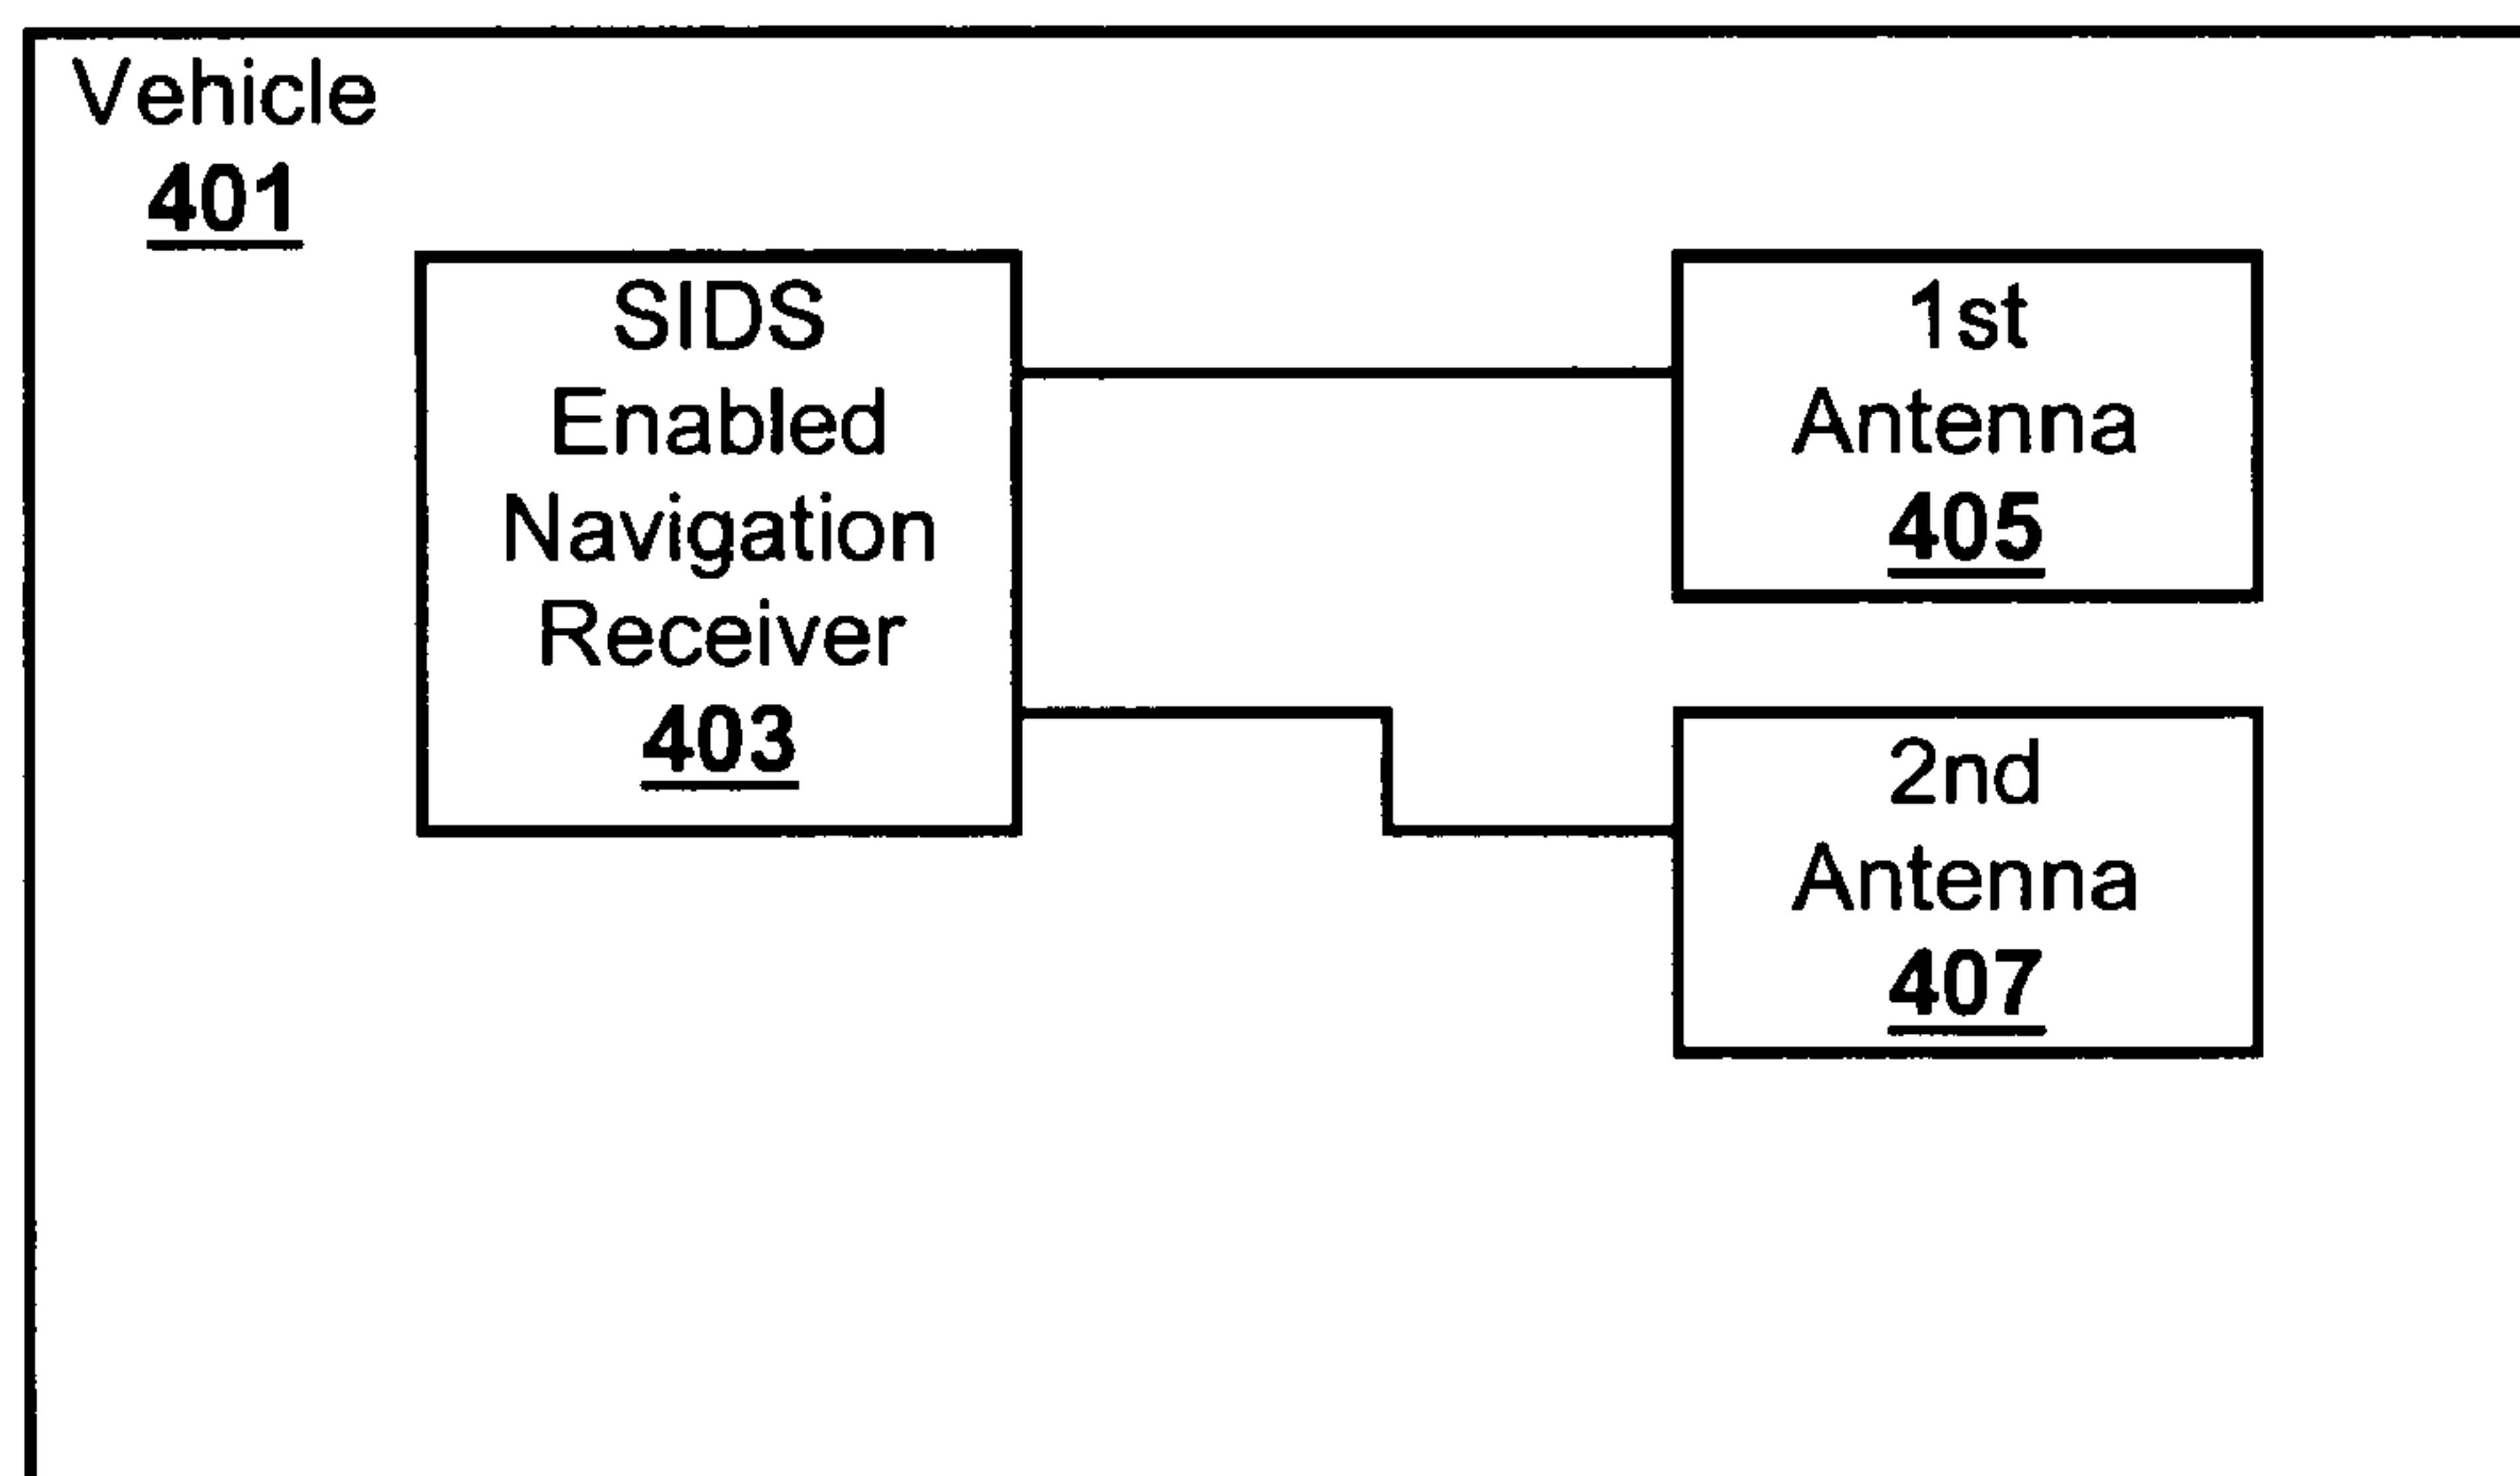 Vehicle
401
SIDS
Enabled
Navigation
Receiver
403
1st
Antenna
405
2nd
Antenna
407